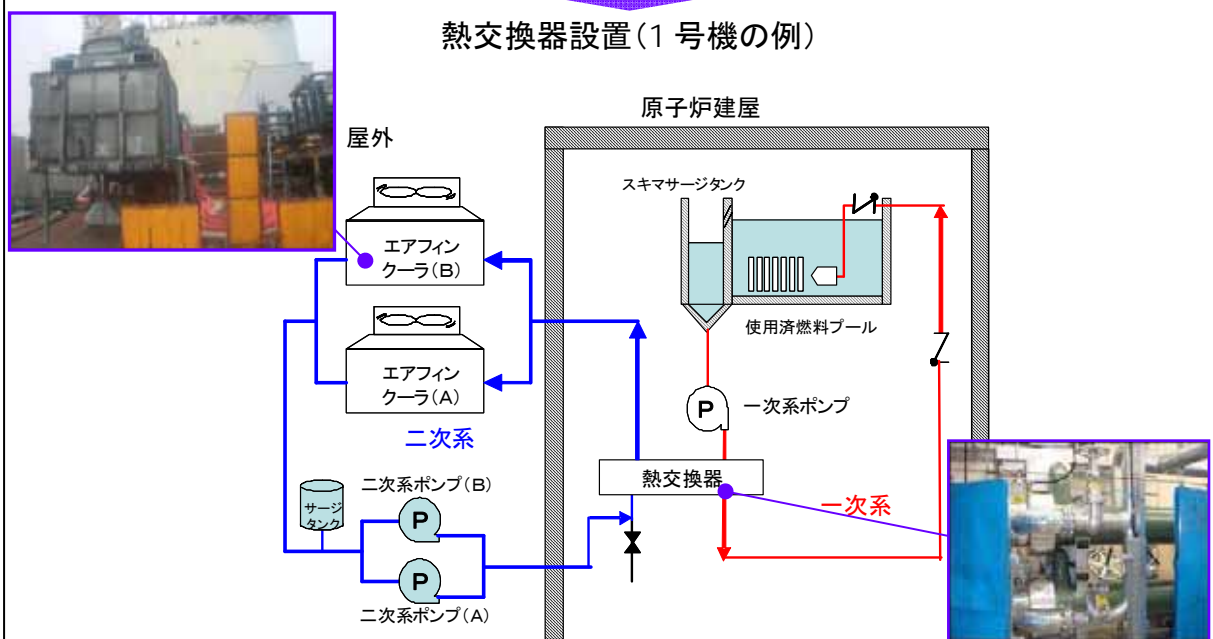 熱交換器設置(1号機の例)
原子炉建屋
屋外
スキマサージタンク
エアフィン
クーラ(B)
使用済燃料プール
エアフィン
クーラ(A)
P
一次系ポンプ
二次系
熱交換器
二次系ポンプ(B)
一次系
サージ
タンク
P
P
二次系ポンプ(A)